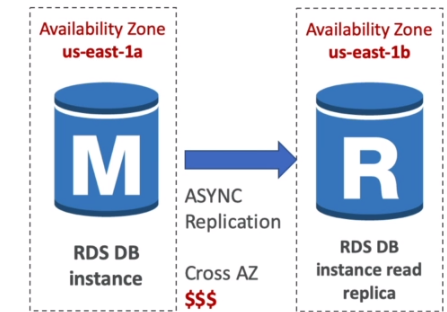 Availability Zone
us-east-1a
M
RDS DB
instance
ASYNC
Replication
Cross AZ
$$$
Availability Zone
us-east-1b
R
RDS DB
instance read
replica